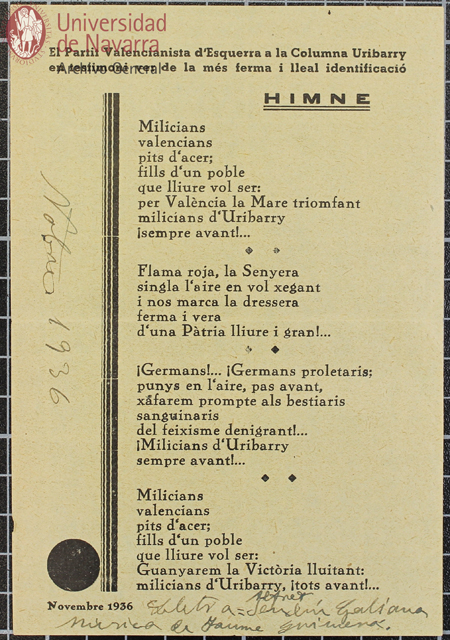 Universidad
de Navarra
Archivo General
El Partit Valencianista d'Esquerra a la Columna Uribarry
en testimoni ver de la més ferma i lleal identificació
HIMNE
Milicians
valencians
pits d'acer;
fills d'un poble
que lliure vol ser:
per València la Mare triomfant
milicians d'Uribarry
¡sempre avant!...
Flama roja, la Senyera
singla l'aire en vol xegant
i nos marca la dressera
ferma i vera
d'una Pàtria lliure i gran!...
¡Germans!... ¡Germans proletaris;
punys en l'aire, pas avant,
xafarem prompte als bestiaris
sanguinaris
del feixisme denigrant!...
¡Milicians d'Uribarry
sempre avant!...
Milicians
valencians
pits d'acer;
fills d'un poble
que lliure vol ser:
Guanyarem la Victòria lluitant:
milicians d'Uribarry, ¡tots avant!...
Novembre 1936
1936